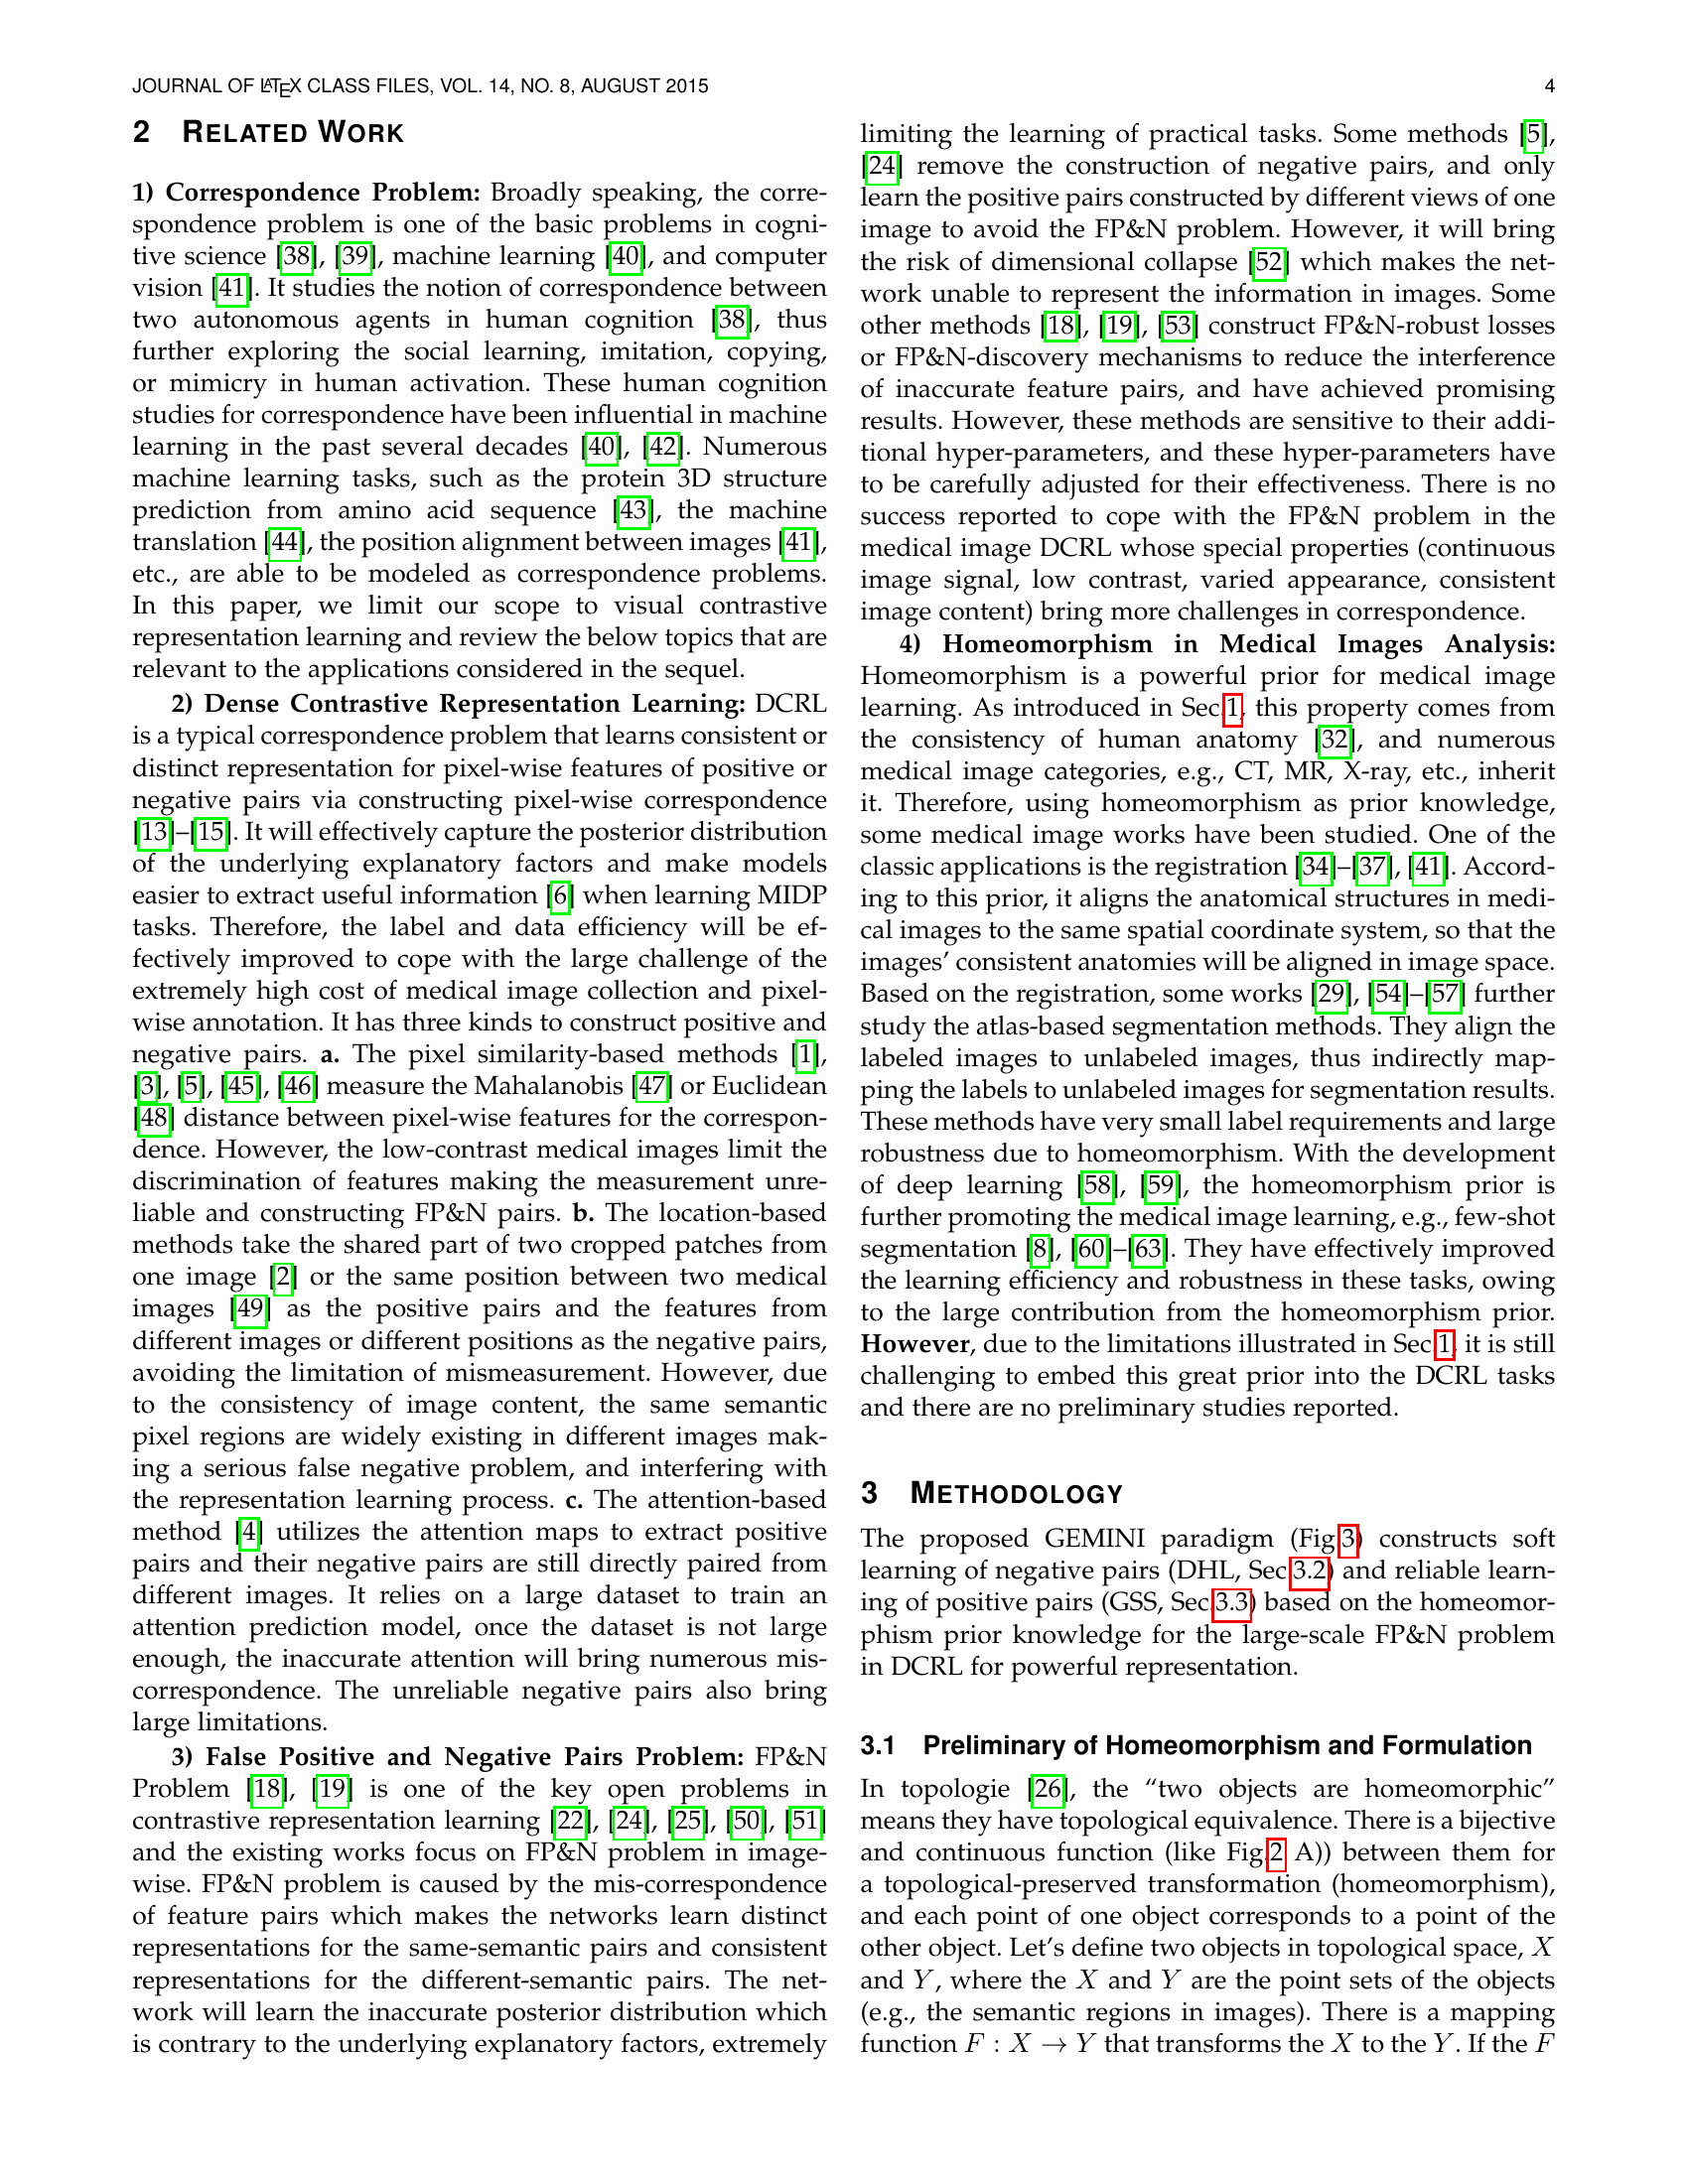 JOURNAL OF LATEX CLASS FILES, VOL. 14, NO. 8, AUGUST 2015
4
2 RELATED WORK
1) Correspondence Problem: Broadly speaking, the corre-
spondence problem is one of the basic problems in cogni-
tive science [38], [39], machine learning [40], and computer
vision [41]. It studies the notion of correspondence between
two autonomous agents in human cognition [38], thus
further exploring the social learning, imitation, copying,
or mimicry in human activation. These human cognition
studies for correspondence have been influential in machine
learning in the past several decades [40], [42]. Numerous
machine learning tasks, such as the protein 3D structure
prediction from amino acid sequence [43], the machine
translation [44], the position alignment between images [41],
etc., are able to be modeled as correspondence problems.
In this paper, we limit our scope to visual contrastive
representation learning and review the below topics that are
relevant to the applications considered in the sequel.
2) Dense Contrastive Representation Learning: DCRL
is a typical correspondence problem that learns consistent or
distinct representation for pixel-wise features of positive or
negative pairs via constructing pixel-wise correspondence
[13]–[15]. It will effectively capture the posterior distribution
of the underlying explanatory factors and make models
easier to extract useful information [6] when learning MIDP
tasks. Therefore, the label and data efficiency will be ef-
fectively improved to cope with the large challenge of the
extremely high cost of medical image collection and pixel-
wise annotation. It has three kinds to construct positive and
negative pairs. a. The pixel similarity-based methods [1],
[3], [5], [45], [46] measure the Mahalanobis [47] or Euclidean
[48] distance between pixel-wise features for the correspon-
dence. However, the low-contrast medical images limit the
discrimination of features making the measurement unre-
liable and constructing FP&N pairs. b. The location-based
methods take the shared part of two cropped patches from
one image [2] or the same position between two medical
images [49] as the positive pairs and the features from
different images or different positions as the negative pairs,
avoiding the limitation of mismeasurement. However, due
to the consistency of image content, the same semantic
pixel regions are widely existing in different images mak-
ing a serious false negative problem, and interfering with
the representation learning process. c. The attention-based
method [4] utilizes the attention maps to extract positive
pairs and their negative pairs are still directly paired from
different images. It relies on a large dataset to train an
attention prediction model, once the dataset is not large
enough, the inaccurate attention will bring numerous mis-
correspondence. The unreliable negative pairs also bring
large limitations.
3) False Positive and Negative Pairs Problem: FP&N
Problem [18], [19] is one of the key open problems in
contrastive representation learning [22], [24], [25], [50], [51]
and the existing works focus on FP&N problem in image-
wise. FP&N problem is caused by the mis-correspondence
of feature pairs which makes the networks learn distinct
representations for the same-semantic pairs and consistent
representations for the different-semantic pairs. The net-
work will learn the inaccurate posterior distribution which
is contrary to the underlying explanatory factors, extremely
limiting the learning of practical tasks. Some methods [5],
[24] remove the construction of negative pairs, and only
learn the positive pairs constructed by different views of one
image to avoid the FP&N problem. However, it will bring
the risk of dimensional collapse [52] which makes the net-
work unable to represent the information in images. Some
other methods [18], [19], [53] construct FP&N-robust losses
or FP&N-discovery mechanisms to reduce the interference
of inaccurate feature pairs, and have achieved promising
results. However, these methods are sensitive to their addi-
tional hyper-parameters, and these hyper-parameters have
to be carefully adjusted for their effectiveness. There is no
success reported to cope with the FP&N problem in the
medical image DCRL whose special properties (continuous
image signal, low contrast, varied appearance, consistent
image content) bring more challenges in correspondence.
4) Homeomorphism in Medical Images Analysis:
Homeomorphism is a powerful prior for medical image
learning. As introduced in Sec.1, this property comes from
the consistency of human anatomy [32], and numerous
medical image categories, e.g., CT, MR, X-ray, etc., inherit
it. Therefore, using homeomorphism as prior knowledge,
some medical image works have been studied. One of the
classic applications is the registration [34]–[37], [41]. Accord-
ing to this prior, it aligns the anatomical structures in medi-
cal images to the same spatial coordinate system, so that the
images' consistent anatomies will be aligned in image space.
Based on the registration, some works [29], [54]–[57] further
study the atlas-based segmentation methods. They align the
labeled images to unlabeled images, thus indirectly map-
ping the labels to unlabeled images for segmentation results.
These methods have very small label requirements and large
robustness due to homeomorphism. With the development
of deep learning [58], [59], the homeomorphism prior is
further promoting the medical image learning, e.g., few-shot
segmentation [8], [60]–[63]. They have effectively improved
the learning efficiency and robustness in these tasks, owing
to the large contribution from the homeomorphism prior.
However, due to the limitations illustrated in Sec.1, it is still
challenging to embed this great prior into the DCRL tasks
and there are no preliminary studies reported.
3 METHODOLOGY
The proposed GEMINI paradigm (Fig.3) constructs soft
learning of negative pairs (DHL, Sec.3.2) and reliable learn-
ing of positive pairs (GSS, Sec.3.3) based on the homeomor-
phism prior knowledge for the large-scale FP&N problem
in DCRL for powerful representation.
3.1 Preliminary of Homeomorphism and Formulation
In topologie [26], the “two objects are homeomorphic”
means they have topological equivalence. There is a bijective
and continuous function (like Fig.2 A)) between them for
a topological-preserved transformation (homeomorphism),
and each point of one object corresponds to a point of the
other object. Let's define two objects in topological space, X
and Y, where the X and Y are the point sets of the objects
(e.g., the semantic regions in images). There is a mapping
function F : X → Y that transforms the X to the Y. If the F